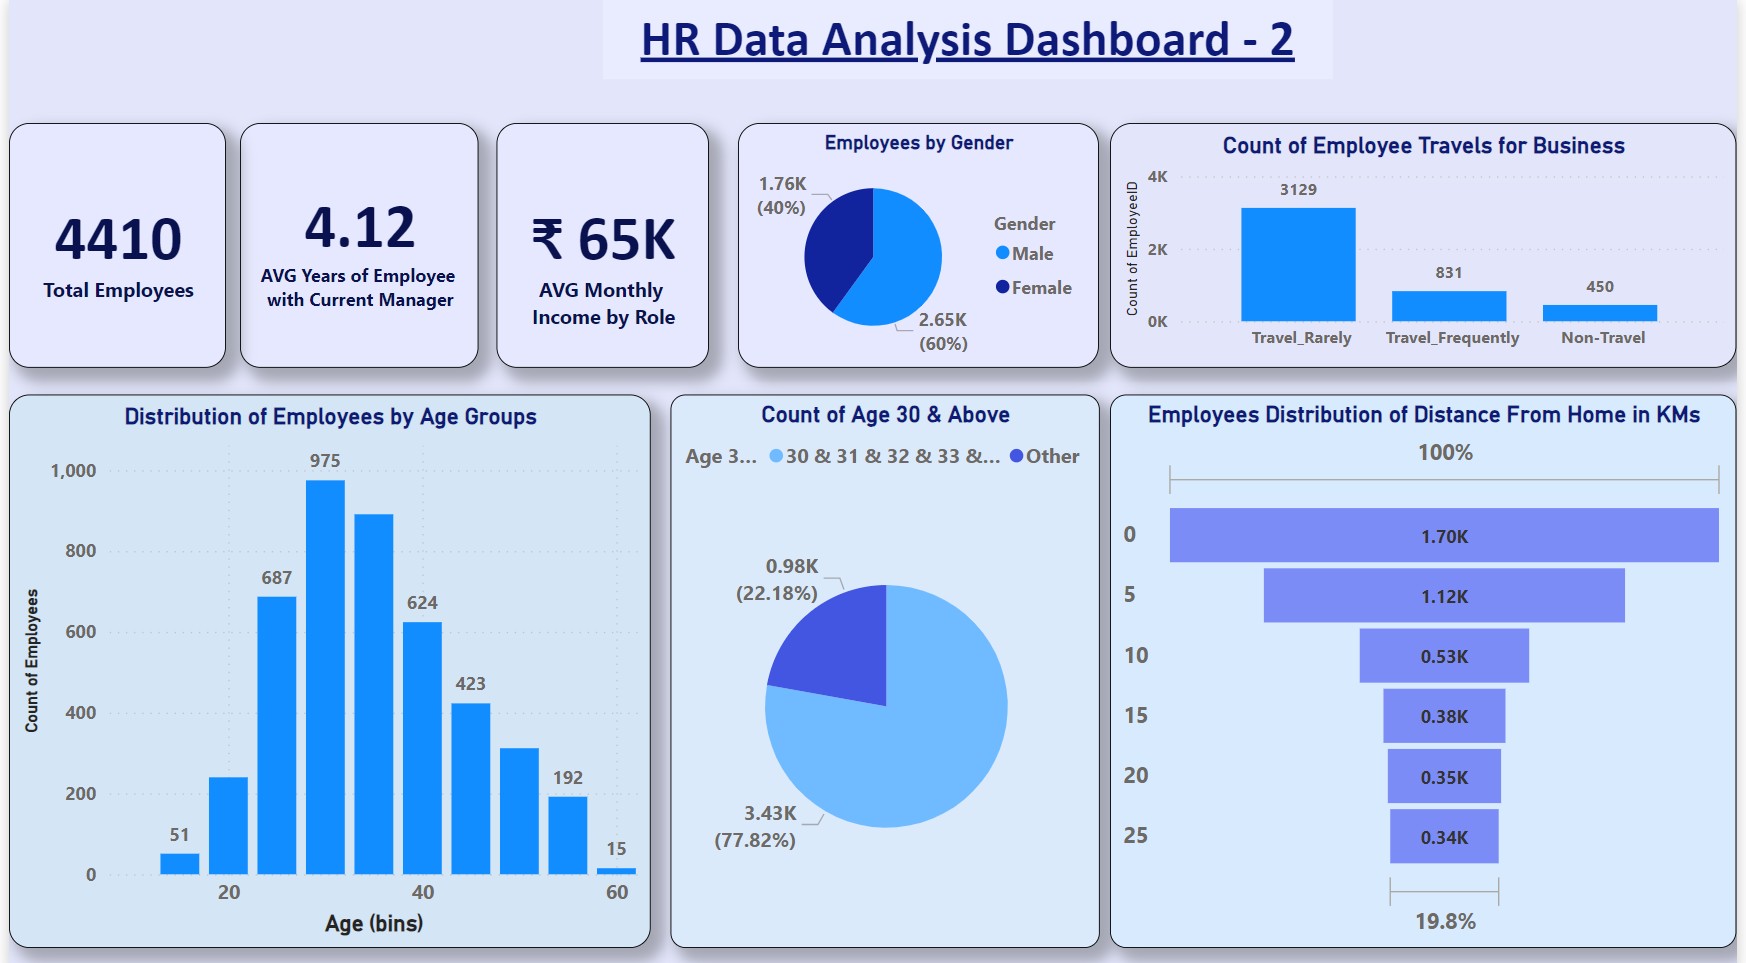 HR Data Analysis Dashboard - 2
4410
Total Employees
4.12
AVG Years of Employee
with Current Manager
₹ 65K
AVG Monthly
Income by Role
Employees by Gender
1.76K
(40%)
2.65K
(60%)
Gender
Male
Female
Count of Employee Travels for Business
Count of EmployeeID
4K
2K
0K
3129
831
450
Travel_Rarely
Travel_Frequently
Non-Travel
Distribution of Employees by Age Groups
Count of Employees
1,000
800
600
400
200
0
51
687
975
624
423
192
15
20
40
60
Age (bins)
Count of Age 30 & Above
Age 3... 30 & 31 & 32 & 33 &... Other
0.98K
(22.18%)
3.43K
(77.82%)
Employees Distribution of Distance From Home in KMs
100%
0 1.70K
5 1.12K
10 0.53K
15 0.38K
20 0.35K
25 0.34K
19.8%